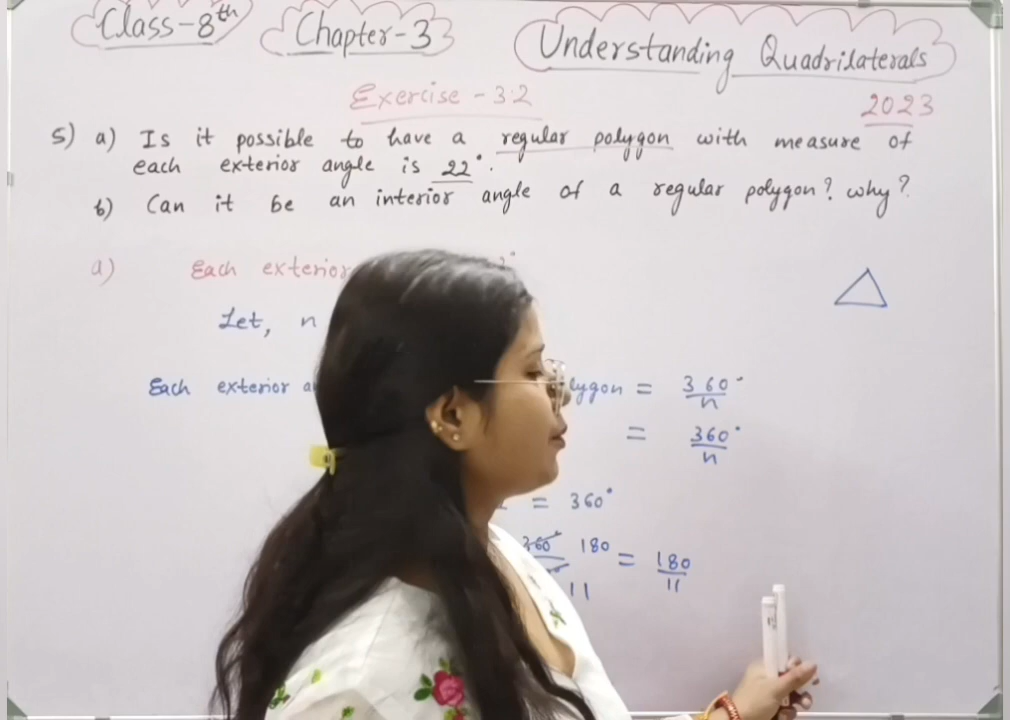 Class-8th Chapter-3 Understanding Quadrilaterals
Exercise - 3.2 2023
5) a) Is it possible to have a regular polygon with measure of
each exterior angle is 22°.
b) Can it be an interior angle of a regular polygon? why?
a) Each exterior
Let, n
Each exterior = 360°/n
= 360°/n
= 360°
360° 180 = 180/11
11